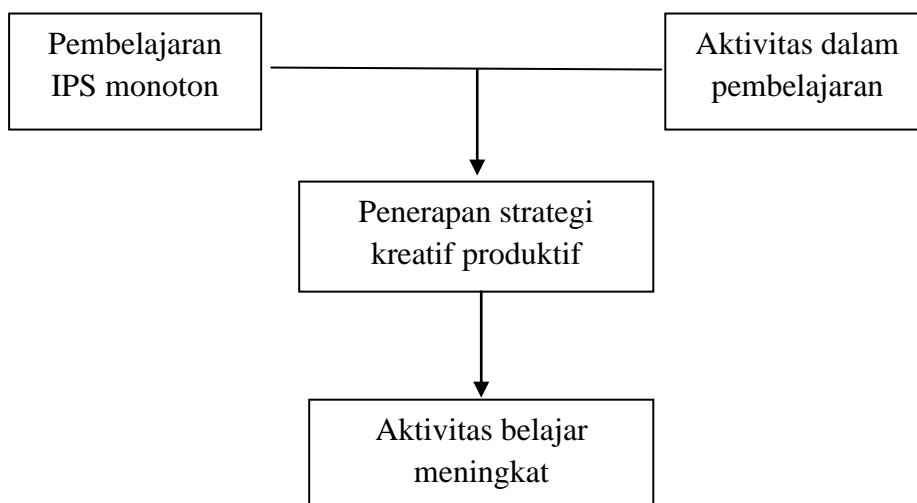 Pembelajaran
IPS monoton
Aktivitas dalam
pembelajaran
Penerapan strategi
kreatif produktif
Aktivitas belajar
meningkat